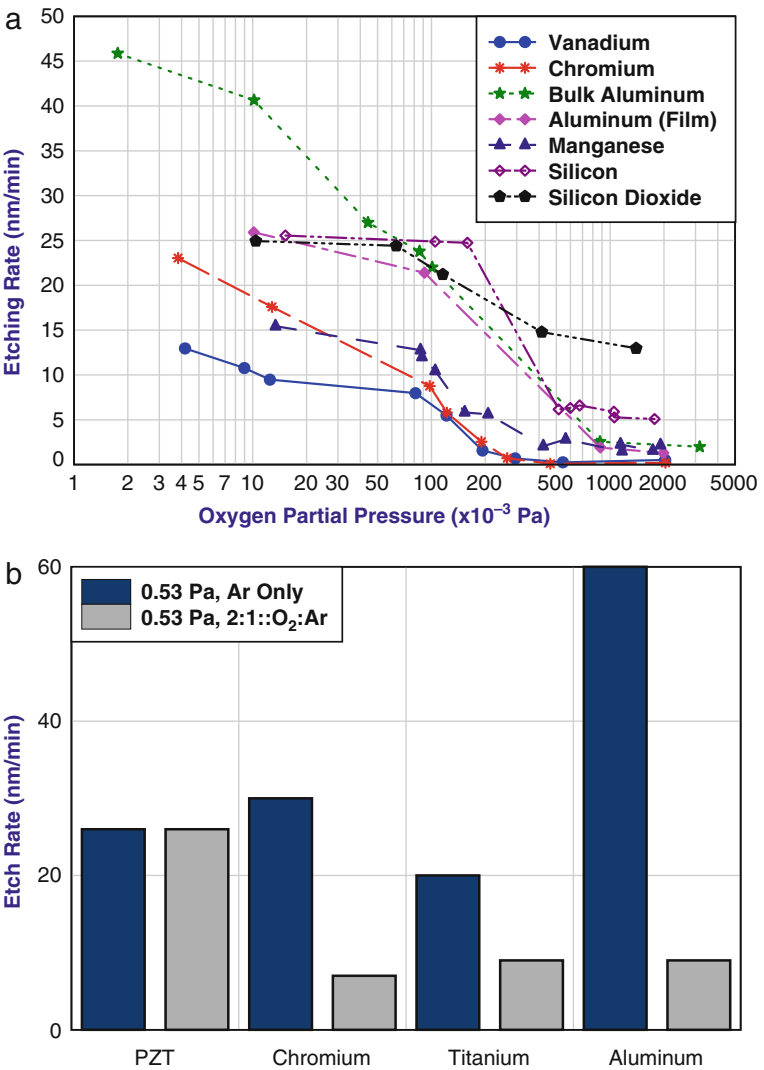 a
50
45
40
35
30
25
20
15
10
5
0
Etching Rate (nm/min)
Vanadium
Chromium
Bulk Aluminum
Aluminum (Film)
Manganese
Silicon
Silicon Dioxide
1 2 3 4 5 10 20 30 50 100 200 500 1000 2000 5000
Oxygen Partial Pressure (x10⁻³ Pa)
b
60
40
20
0
Etch Rate (nm/min)
0.53 Pa, Ar Only
0.53 Pa, 2:1::O₂:Ar
PZT Chromium Titanium Aluminum